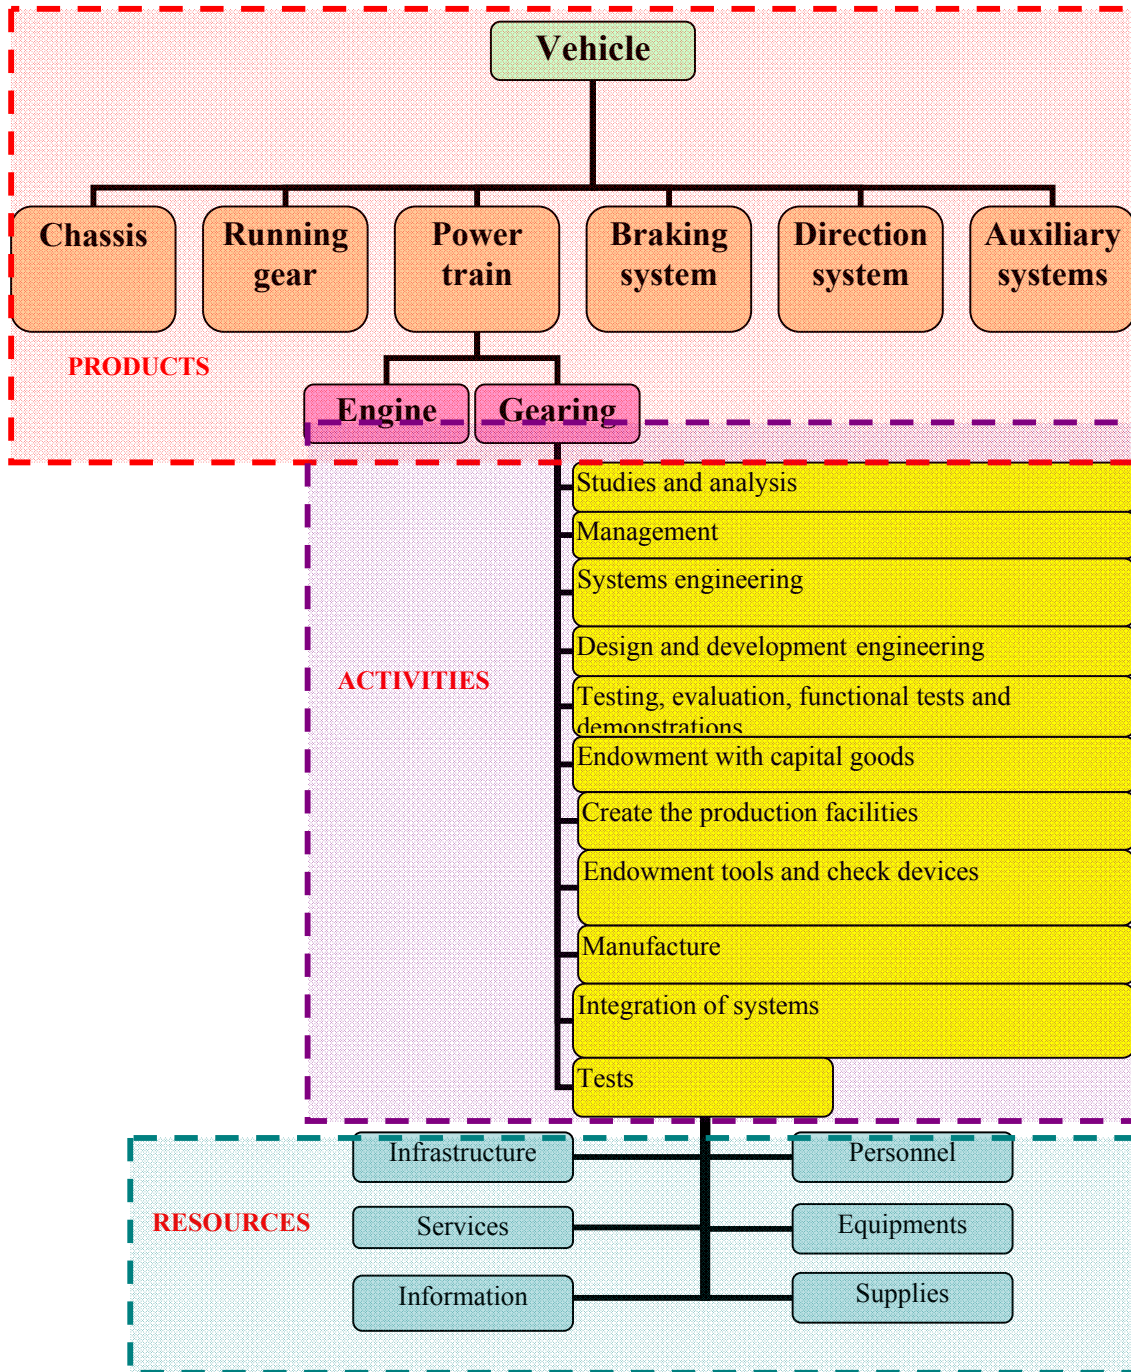 Vehicle
Chassis
Running
gear
Power
train
Braking
system
Direction
system
Auxiliary
systems
PRODUCTS
Engine
Gearing
Studies and analysis
Management
Systems engineering
Design and development engineering
ACTIVITIES
Testing, evaluation, functional tests and
demonstrations
Endowment with capital goods
Create the production facilities
Endowment tools and check devices
Manufacture
Integration of systems
Tests
Infrastructure
Personnel
RESOURCES
Services
Equipments
Information
Supplies